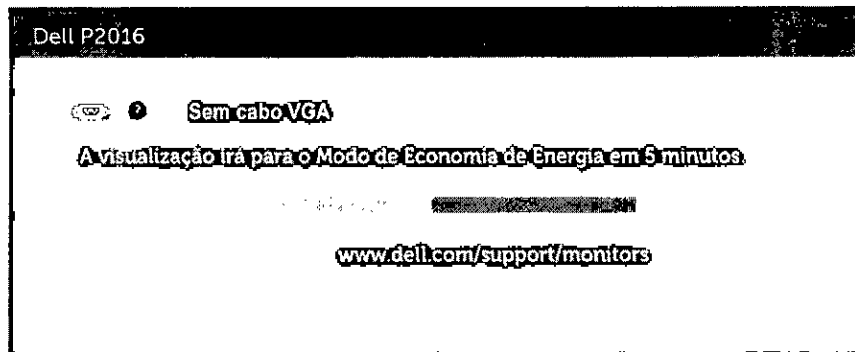 Dell P2016
Sem cabo VGA
A visualização irá para o Modo de Economia de Energia em 5 minutos.
www.dell.com/support/monitors